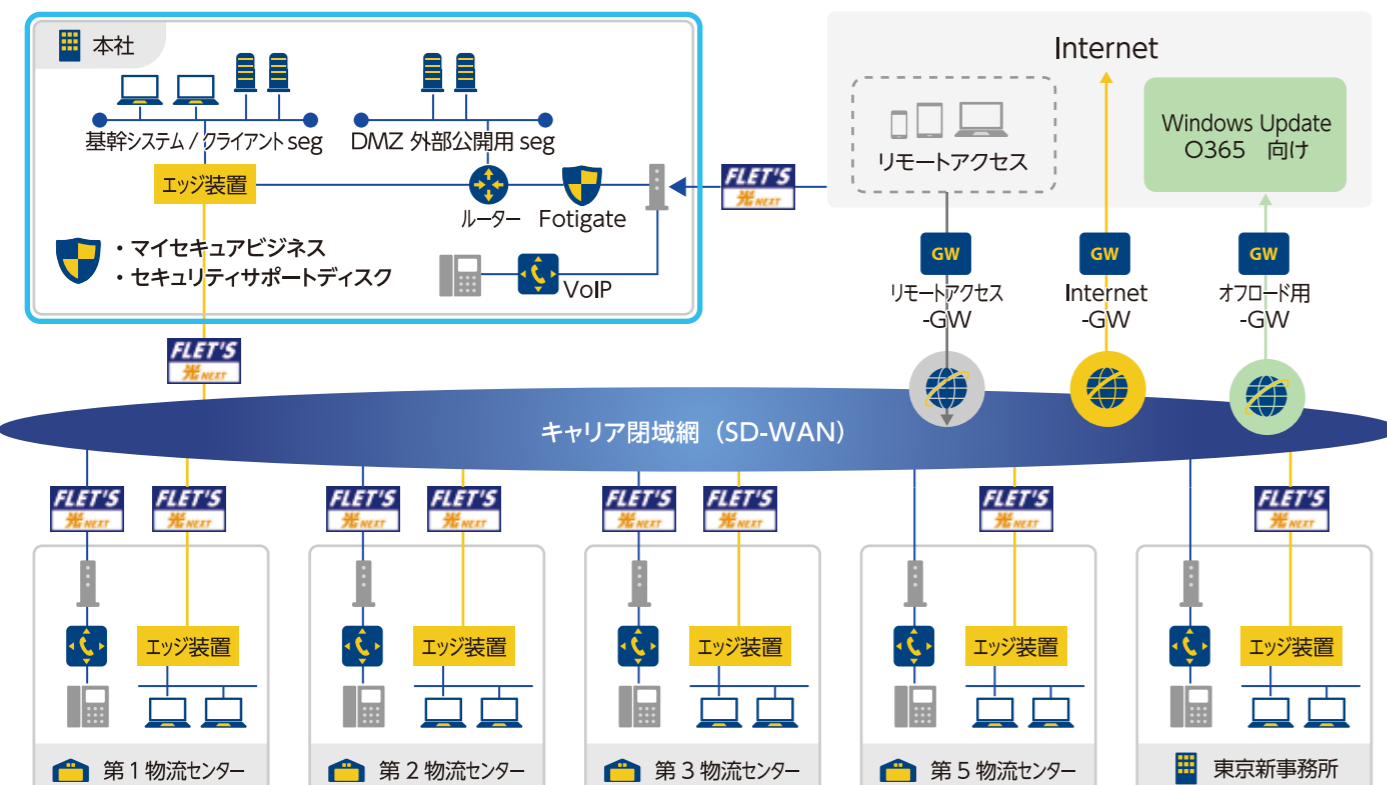 本社
基幹システム / クライアント seg
DMZ 外部公開用 seg
エッジ装置
ルーター
Fotigate
・マイセキュアビジネス
・セキュリティサポートディスク
VoIP
FLET'S
光 NEXT
Internet
リモートアクセス
Windows Update
O365 向け
GW
リモートアクセス
-GW
GW
Internet
-GW
GW
オフロード用
-GW
FLET'S
光 NEXT
キャリア閉域網（SD-WAN）
FLET'S
光 NEXT
FLET'S
光 NEXT
FLET'S
光 NEXT
FLET'S
光 NEXT
FLET'S
光 NEXT
FLET'S
光 NEXT
FLET'S
光 NEXT
FLET'S
光 NEXT
エッジ装置
エッジ装置
エッジ装置
エッジ装置
エッジ装置
第 1 物流センター
第 2 物流センター
第 3 物流センター
第 5 物流センター
東京新事務所